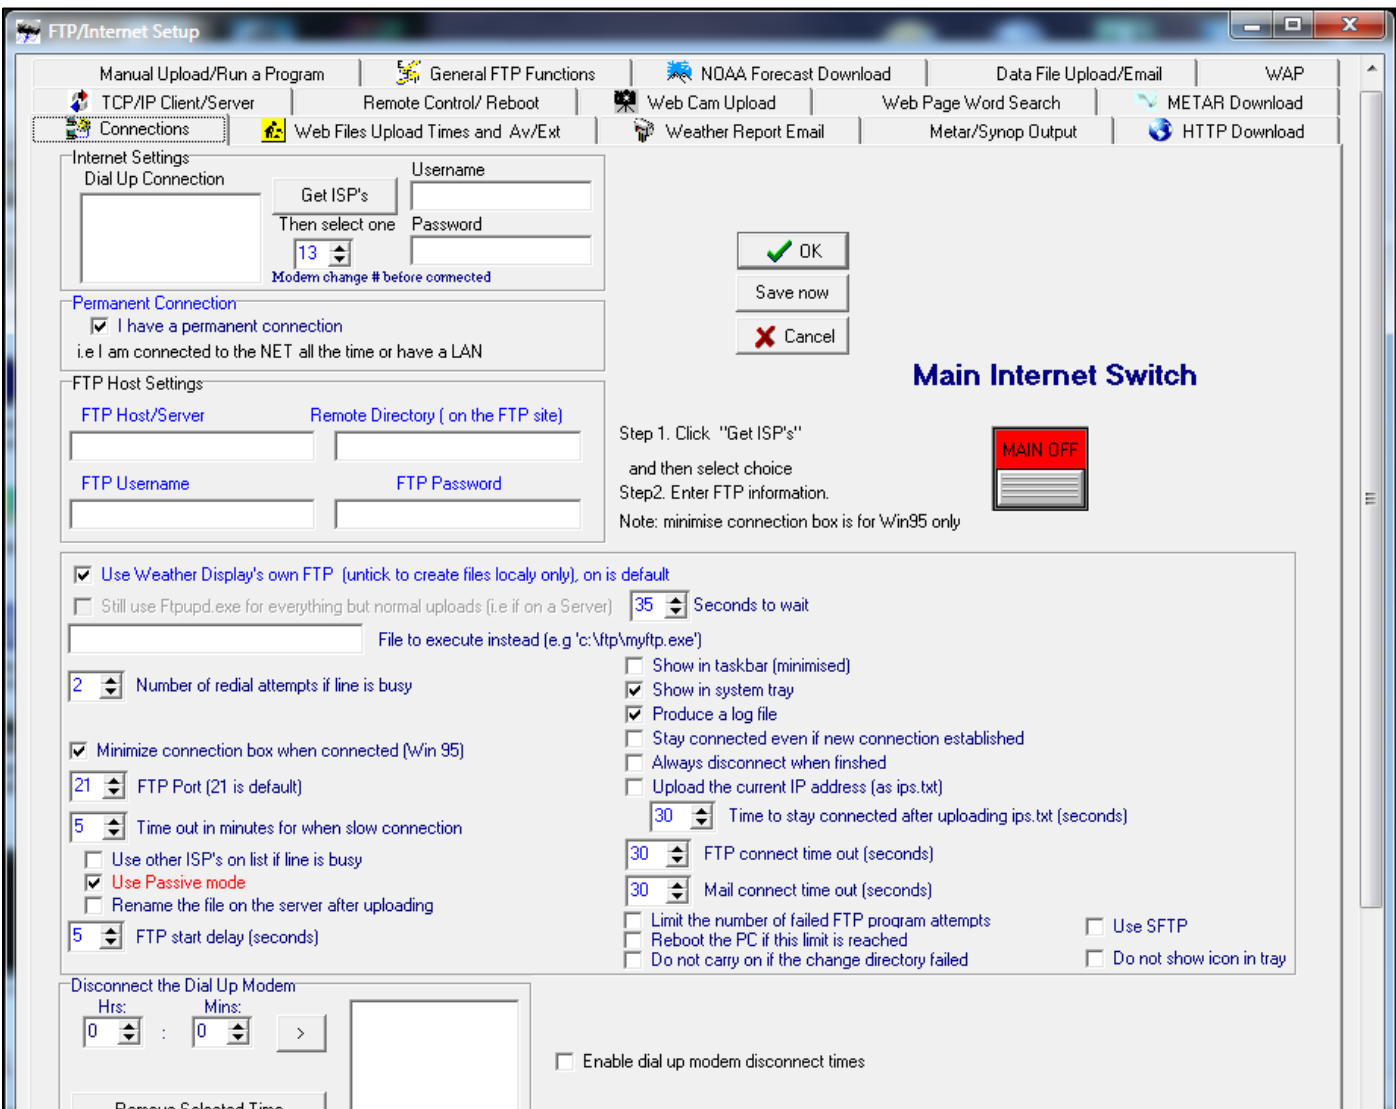 FTP/Internet Setup
Manual Upload/Run a Program
General FTP Functions
NOAA Forecast Download
Data File Upload/Email
WAP
TCP/IP Client/Server
Remote Control/ Reboot
Web Cam Upload
Web Page Word Search
METAR Download
Connections
Web Files Upload Times and Av/Ext
Weather Report Email
Metar/Synop Output
HTTP Download
Internet Settings
Dial Up Connection
Get ISP's
Then select one
13
Modem change # before connected
Username
Password
OK
Save now
Cancel
Permanent Connection
I have a permanent connection
i.e I am connected to the NET all the time or have a LAN
Main Internet Switch
MAIN OFF
FTP Host Settings
FTP Host/Server
Remote Directory ( on the FTP site)
FTP Username
FTP Password
Step 1. Click "Get ISP's"
and then select choice
Step2. Enter FTP information.
Note: minimise connection box is for Win95 only
Use Weather Display's own FTP (untick to create files localy only), on is default
Still use Ftpupd.exe for everything but normal uploads (i.e if on a Server)
35 Seconds to wait
File to execute instead (e.g 'c:\ftp\myftp.exe')
2 Number of redial attempts if line is busy
Minimize connection box when connected (Win 95)
21 FTP Port (21 is default)
5 Time out in minutes for when slow connection
Use other ISP's on list if line is busy
Use Passive mode
Rename the file on the server after uploading
5 FTP start delay (seconds)
Show in taskbar (minimised)
Show in system tray
Produce a log file
Stay connected even if new connection established
Always disconnect when finshed
Upload the current IP address (as ips.txt)
30 Time to stay connected after uploading ips.txt (seconds)
30 FTP connect time out (seconds)
30 Mail connect time out (seconds)
Limit the number of failed FTP program attempts
Reboot the PC if this limit is reached
Do not carry on if the change directory failed
Use SFTP
Do not show icon in tray
Disconnect the Dial Up Modem
Hrs: Mins:
0 : 0 >
Enable dial up modem disconnect times
Remove Selected Time